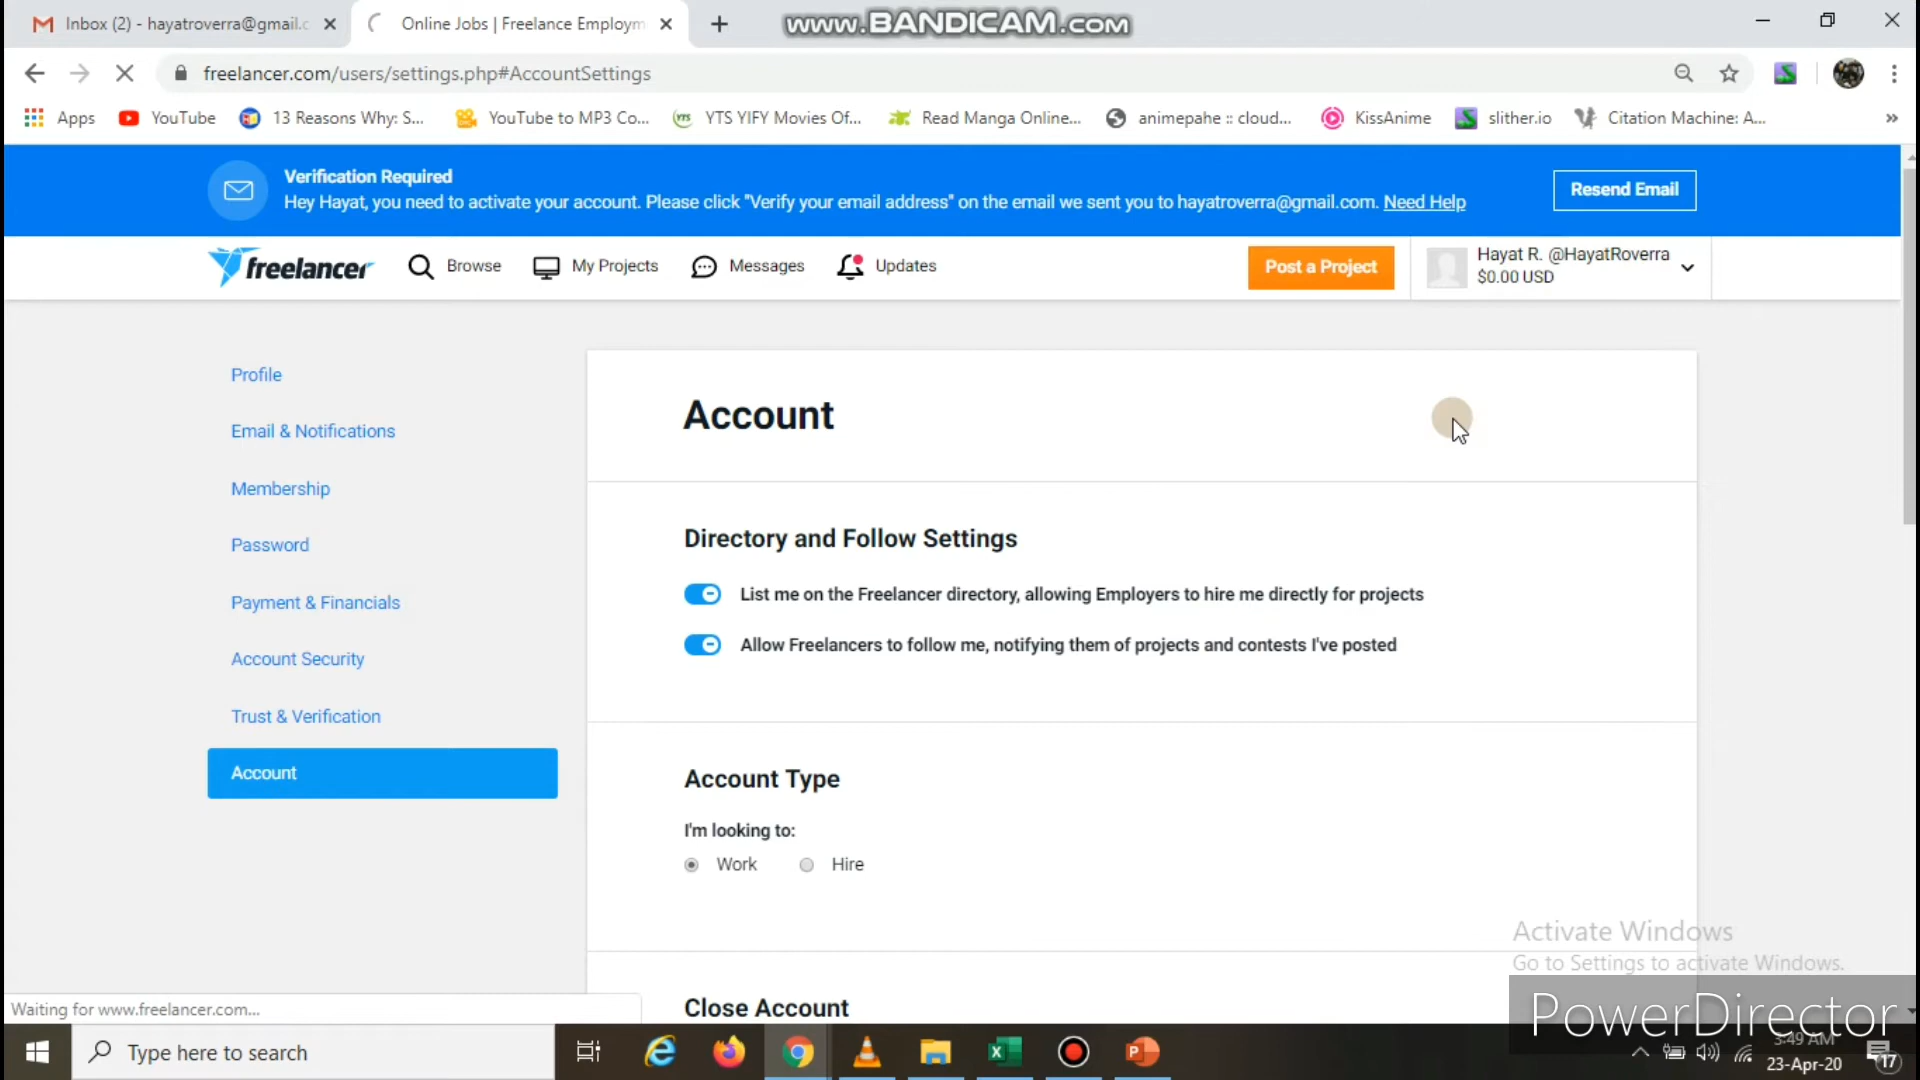 Inbox (2) - hayatroverra@gmail.c
Online Jobs | Freelance Employm
www.BANDICAM.com
freelancer.com/users/settings.php#AccountSettings
Apps
YouTube
13 Reasons Why: S...
YouTube to MP3 Co...
YTS YIFY Movies Of...
Read Manga Online...
animepahe :: cloud...
KissAnime
slither.io
Citation Machine: A...
Verification Required
Hey Hayat, you need to activate your account. Please click "Verify your email address" on the email we sent you to hayatroverra@gmail.com. Need Help
Resend Email
freelancer
Browse
My Projects
Messages
Updates
Post a Project
Hayat R. @HayatRoverra
$0.00 USD
Profile
Email & Notifications
Membership
Password
Payment & Financials
Account Security
Trust & Verification
Account
Account
Directory and Follow Settings
List me on the Freelancer directory, allowing Employers to hire me directly for projects
Allow Freelancers to follow me, notifying them of projects and contests I've posted
Account Type
I'm looking to:
Work
Hire
Close Account
Activate Windows
Go to Settings to activate Windows.
PowerDirector
Waiting for www.freelancer.com...
Type here to search
3:49 AM
23-Apr-20
17